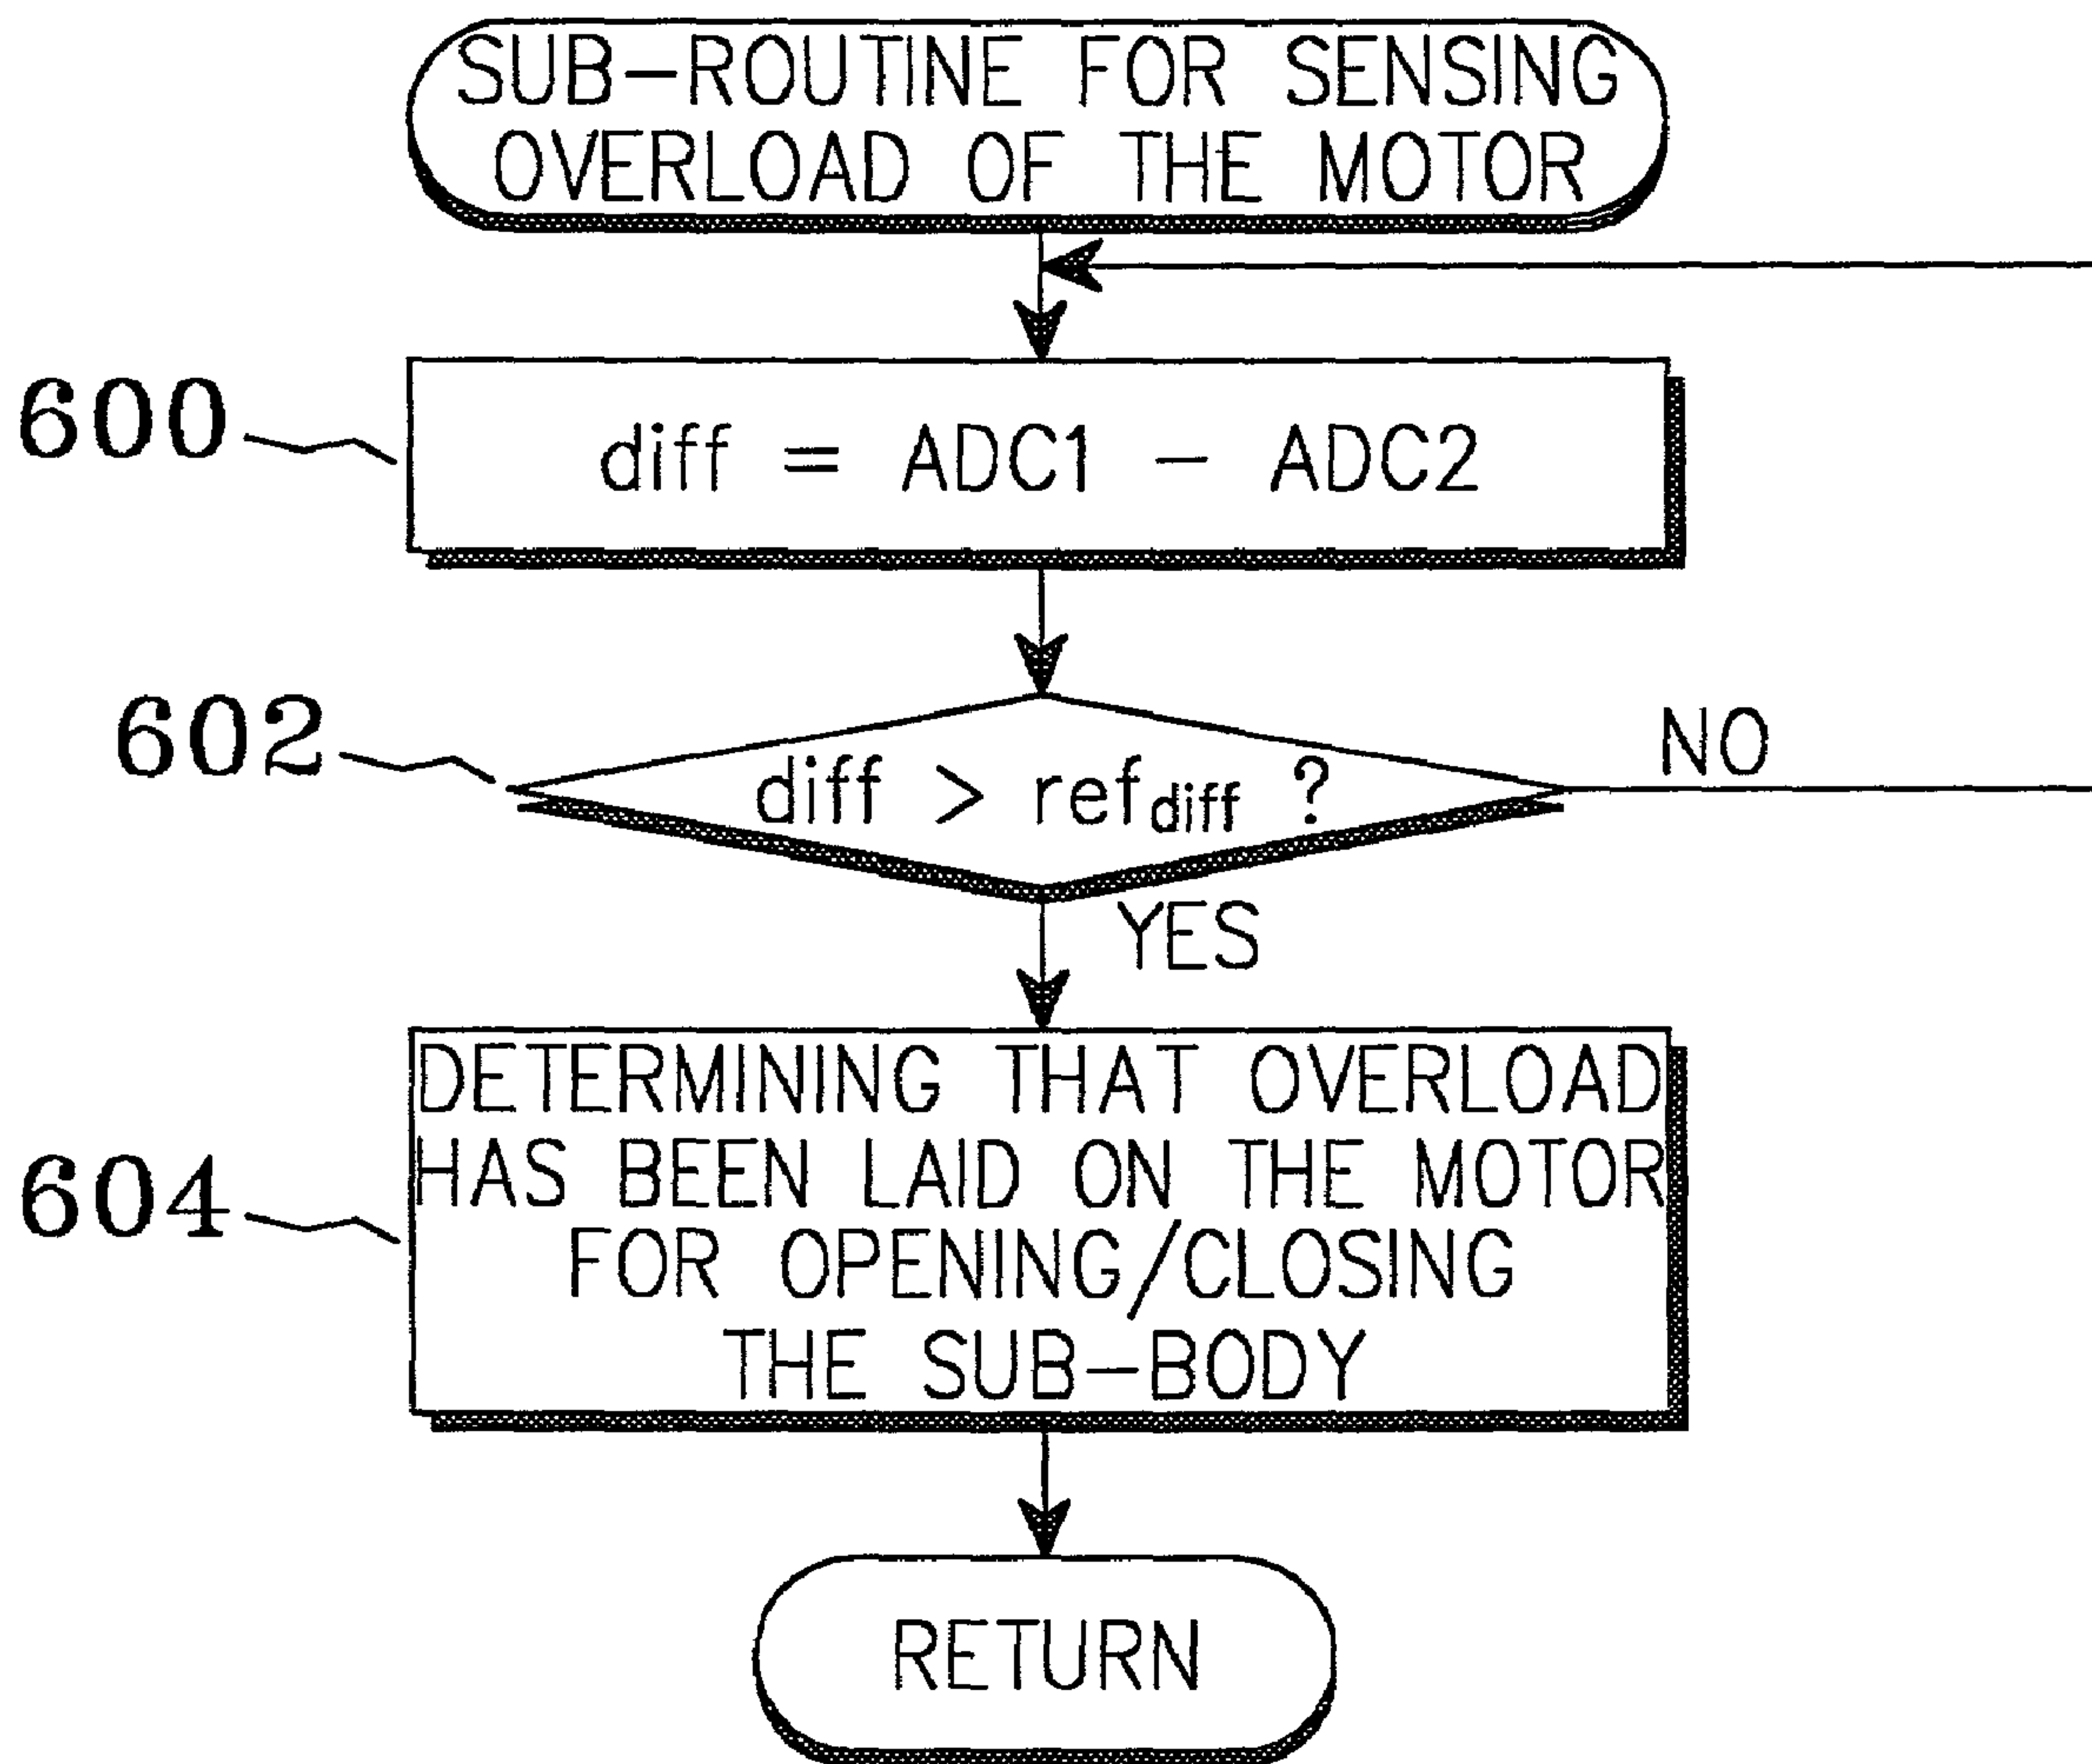 SUB-ROUTINE FOR SENSING
OVERLOAD OF THE MOTOR
600
diff = ADC1 - ADC2
602
diff > refdiff ?
NO
YES
604
DETERMINING THAT OVERLOAD
HAS BEEN LAID ON THE MOTOR
FOR OPENING/CLOSING
THE SUB-BODY
RETURN